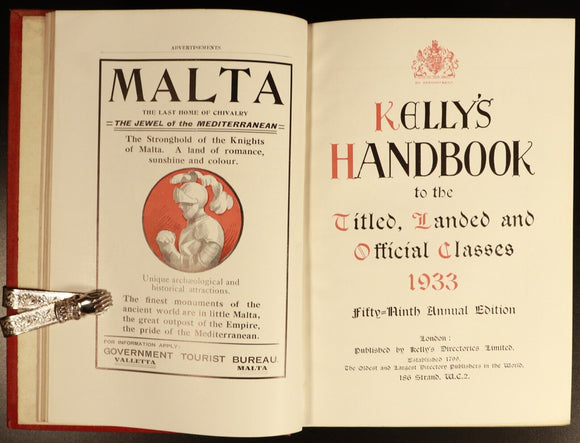 ADVERTISEMENTS.
MALTA
THE LAST HOME OF CHIVALRY
THE JEWEL of the MEDITERRANEAN
The Stronghold of the Knights
of Malta. A land of romance,
sunshine and colour.
Unique archæological and
historical attractions.
The finest monuments of the
ancient world are in little Malta,
the great outpost of the Empire,
the pride of the Mediterranean.
FOR INFORMATION APPLY:
GOVERNMENT TOURIST BUREAU.
VALLETTA MALTA
BY APPOINTMENT.
KELLY'S
HANDBOOK
to the
Titled, Landed and
Official Classes
1933
Fifty-Ninth Annual Edition
London:
Published by Kelly's Directories Limited,
Established 1799.
The Oldest and Largest Directory Publishers in the World,
186 Strand, W.C.2.